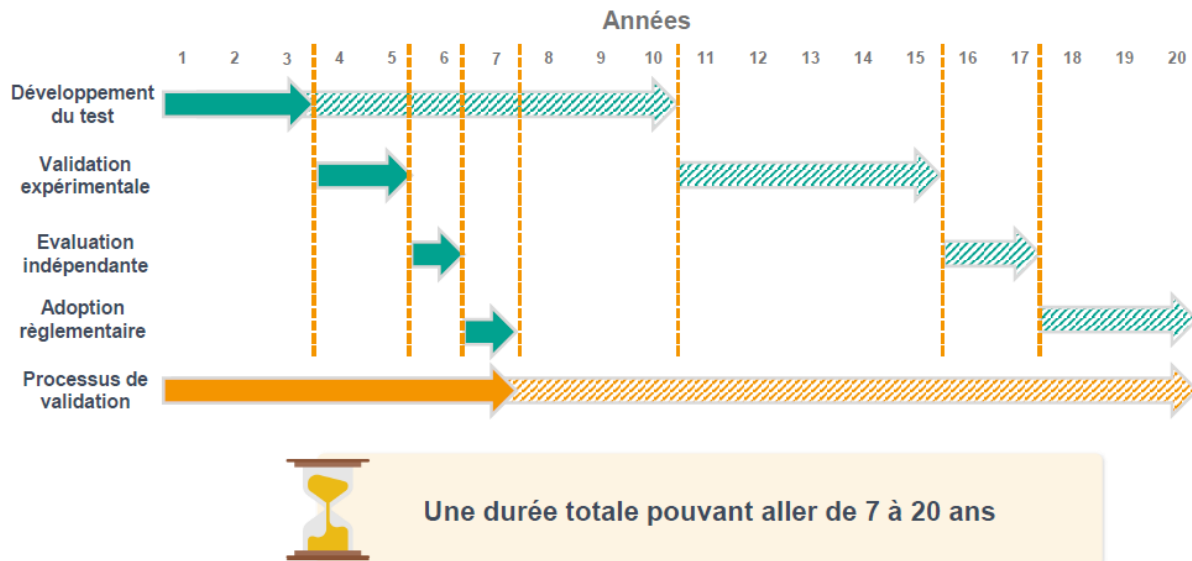 Années
1 2 3 4 5 6 7 8 9 10 11 12 13 14 15 16 17 18 19 20
Développement
du test
Validation
expérimentale
Evaluation
indépendante
Adoption
règlementaire
Processus de
validation
Une durée totale pouvant aller de 7 à 20 ans